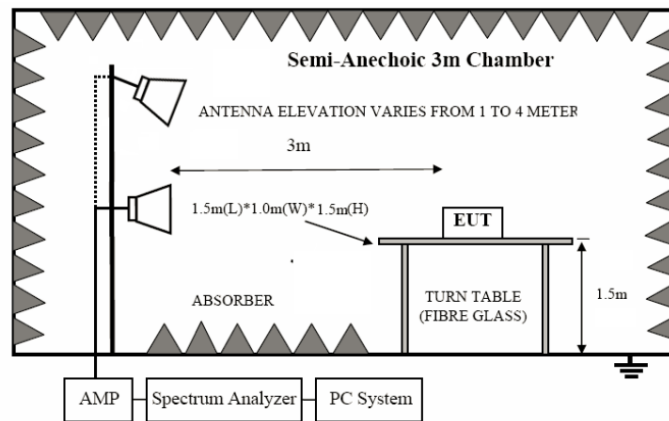 Semi-Anechoic 3m Chamber
ANTENNA ELEVATION VARIES FROM 1 TO 4 METER
3m
1.5m(L)*1.0m(W)*1.5m(H)
EUT
ABSORBER
TURN TABLE
(FIBRE GLASS)
1.5m
AMP
Spectrum Analyzer
PC System